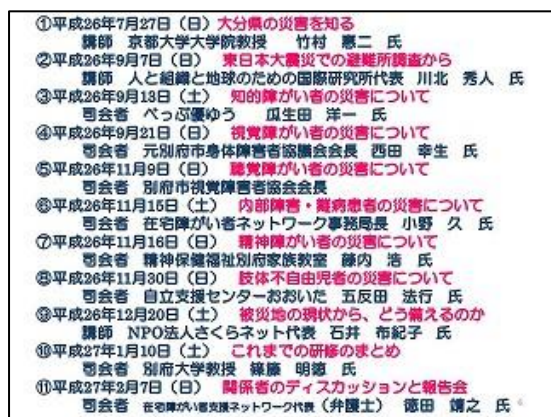 ①平成26年7月27日（日）大分県の災害を知る
講師　京都大学大学院教授　竹村　恵二　氏
②平成26年9月7日（日）　東日本大震災での避難所調査から
講師　人と組織と地球のための国際研究所代表　川北　秀人　氏
③平成26年9月13日（土）　知的障がい者の災害について
司会者　べっぷ優ゆう　　瓜生田　洋一　氏
④平成26年9月21日（日）　視覚障がい者の災害について
司会者　元別府市身体障害者協議会会長　西田　幸生　氏
⑤平成26年11月9日（日）　聴覚障がい者の災害について
司会者　別府市視覚障害者協会会長
⑥平成26年11月15日（土）　内部障害・難病患者の災害について
司会者　在宅障がい者ネットワーク事務局長　小野　久　氏
⑦平成26年11月16日（日）　精神障がい者の災害について
司会者　精神保健福祉別府家族教室　藤内　浩　氏
⑧平成26年11月30日（日）　肢体不自由児者の災害について
司会者　自立支援センターおおいた　五反田　法行　氏
⑨平成26年12月20日（土）　被災地の現状から、どう備えるのか
講師　NPO法人さくらネット代表　石井　布紀子　氏
⑩平成27年1月10日（土）　これまでの研修のまとめ
司会者　別府大学教授　篠藤　明徳　氏
⑪平成27年2月7日（日）　関係者のディスカッションと報告会
司会者　在宅障がい者支援ネットワーク代表（弁護士）　徳田　靖之　氏